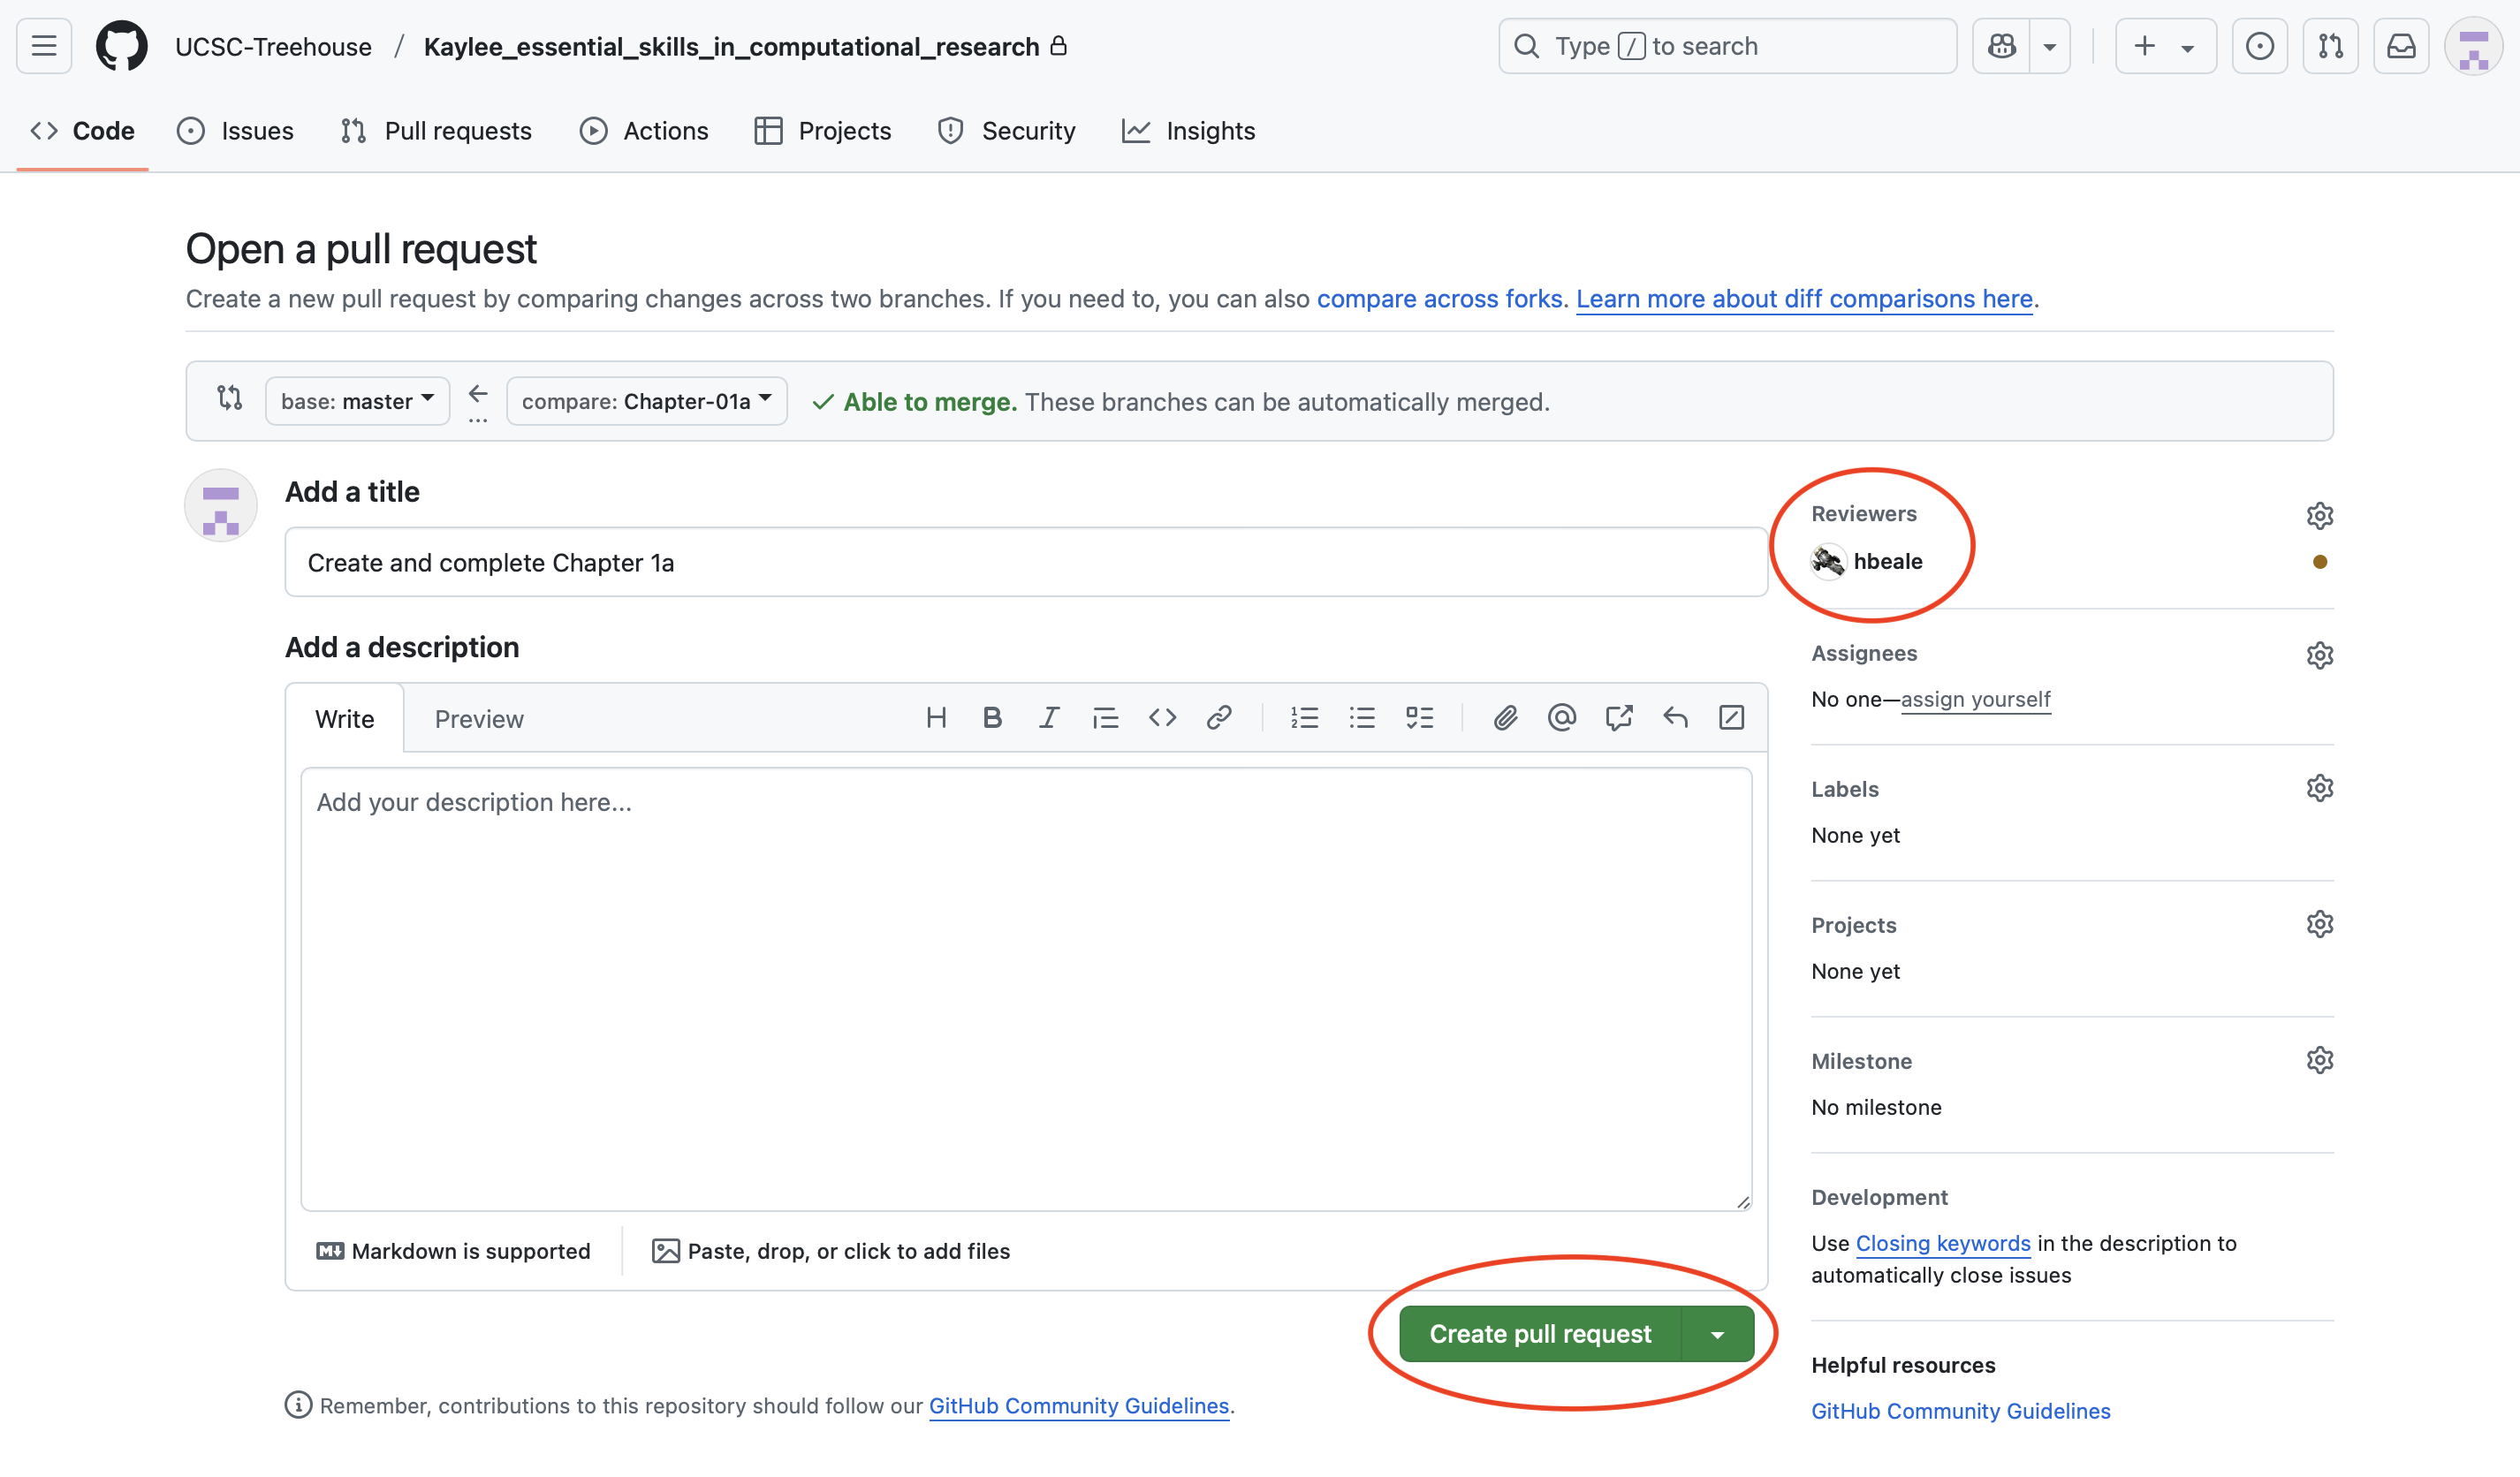 UCSC-Treehouse / Kaylee_essential_skills_in_computational_research
Type / to search
Code Issues Pull requests Actions Projects Security Insights
Open a pull request
Create a new pull request by comparing changes across two branches. If you need to, you can also compare across forks. Learn more about diff comparisons here.
base: master compare: Chapter-01a Able to merge. These branches can be automatically merged.
Add a title
Create and complete Chapter 1a
Add a description
Write Preview
Add your description here...
Markdown is supported Paste, drop, or click to add files
Create pull request
Remember, contributions to this repository should follow our GitHub Community Guidelines.
Reviewers
hbeale
Assignees
No one—assign yourself
Labels
None yet
Projects
None yet
Milestone
No milestone
Development
Use Closing keywords in the description to
automatically close issues
Helpful resources
GitHub Community Guidelines